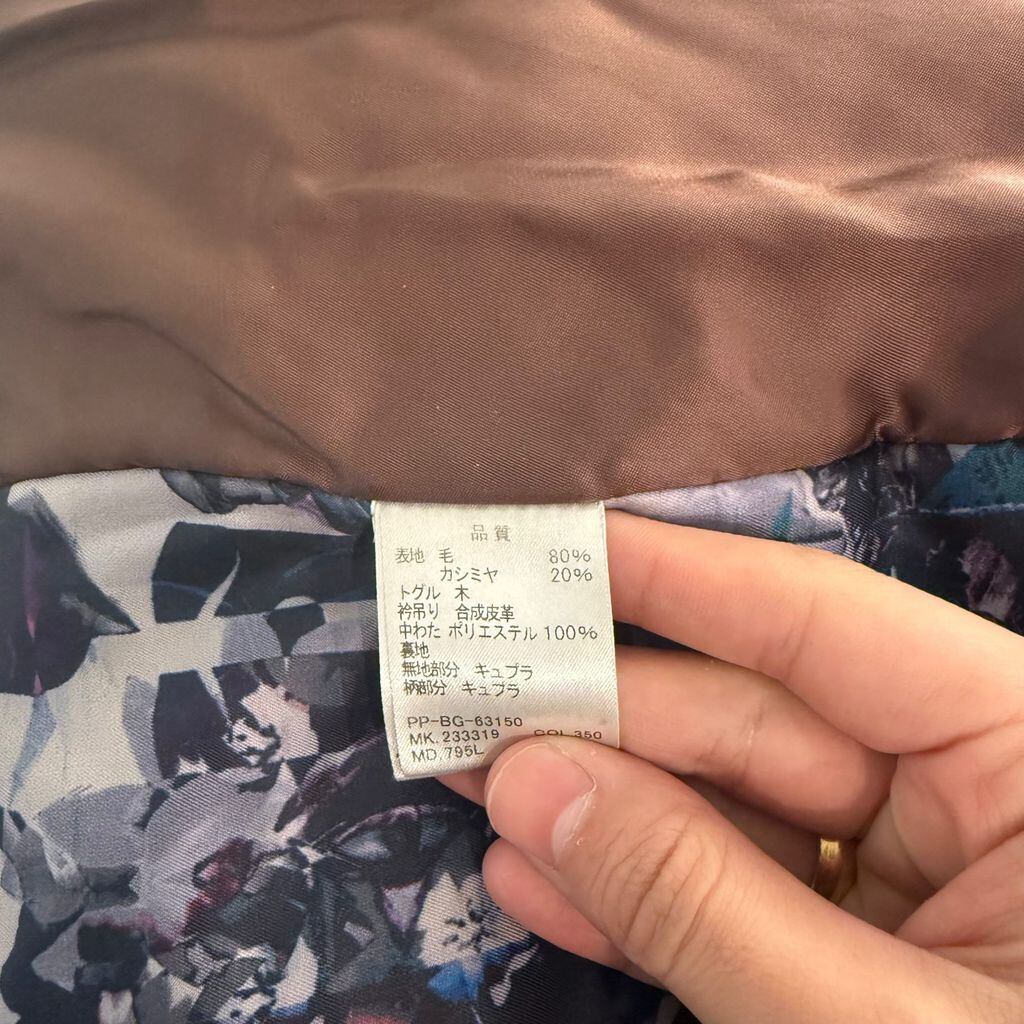 品質
表地 毛 80%
カシミヤ 20%
トグル 木
衿吊り 合成皮革
中わた ポリエステル 100%
裏地
無地部分 キュプラ
柄部分 キュプラ
PP-BG-63150
MK.233319 COL 350
MD.795L